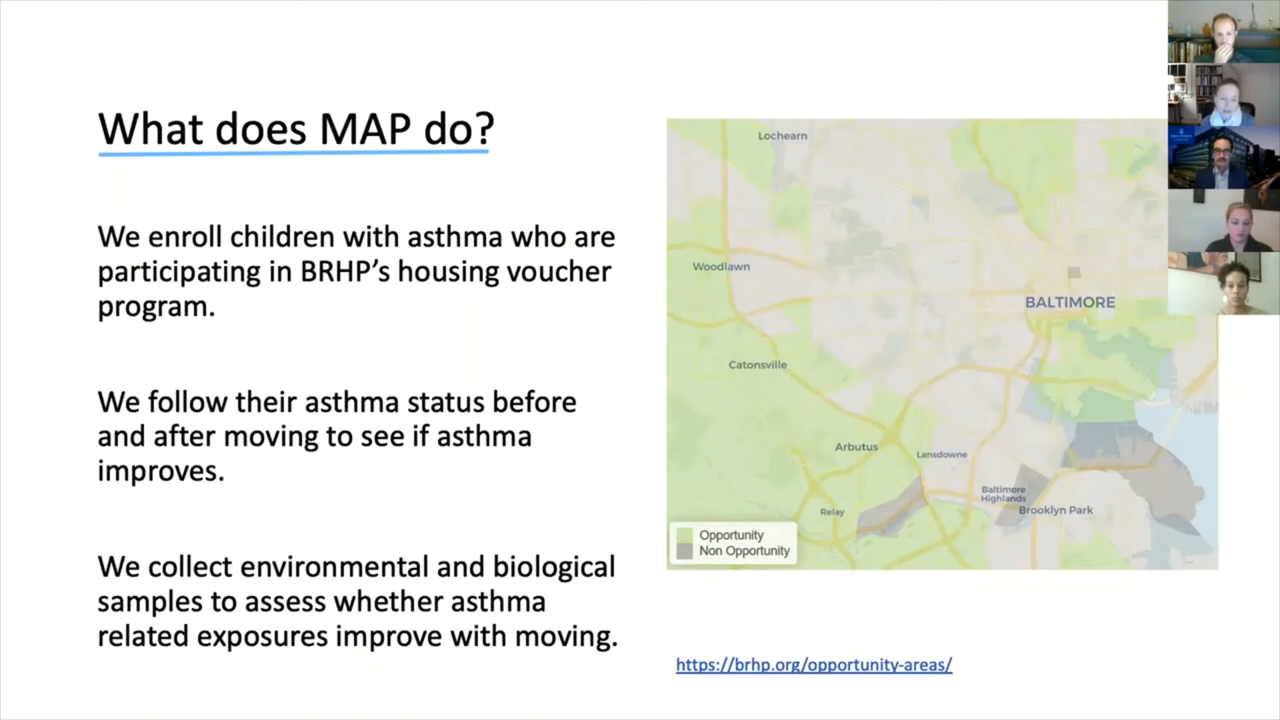 What does MAP do?
We enroll children with asthma who are
participating in BRHP’s housing voucher
program.
We follow their asthma status before
and after moving to see if asthma
improves.
We collect environmental and biological
samples to assess whether asthma
related exposures improve with moving.
Lochearn
Woodlawn
BALTIMORE
Catonsville
Arbutus
Lansdowne
Baltimore
Highlands
Relay
Brooklyn Park
Opportunity
Non Opportunity
https://brhp.org/opportunity-areas/